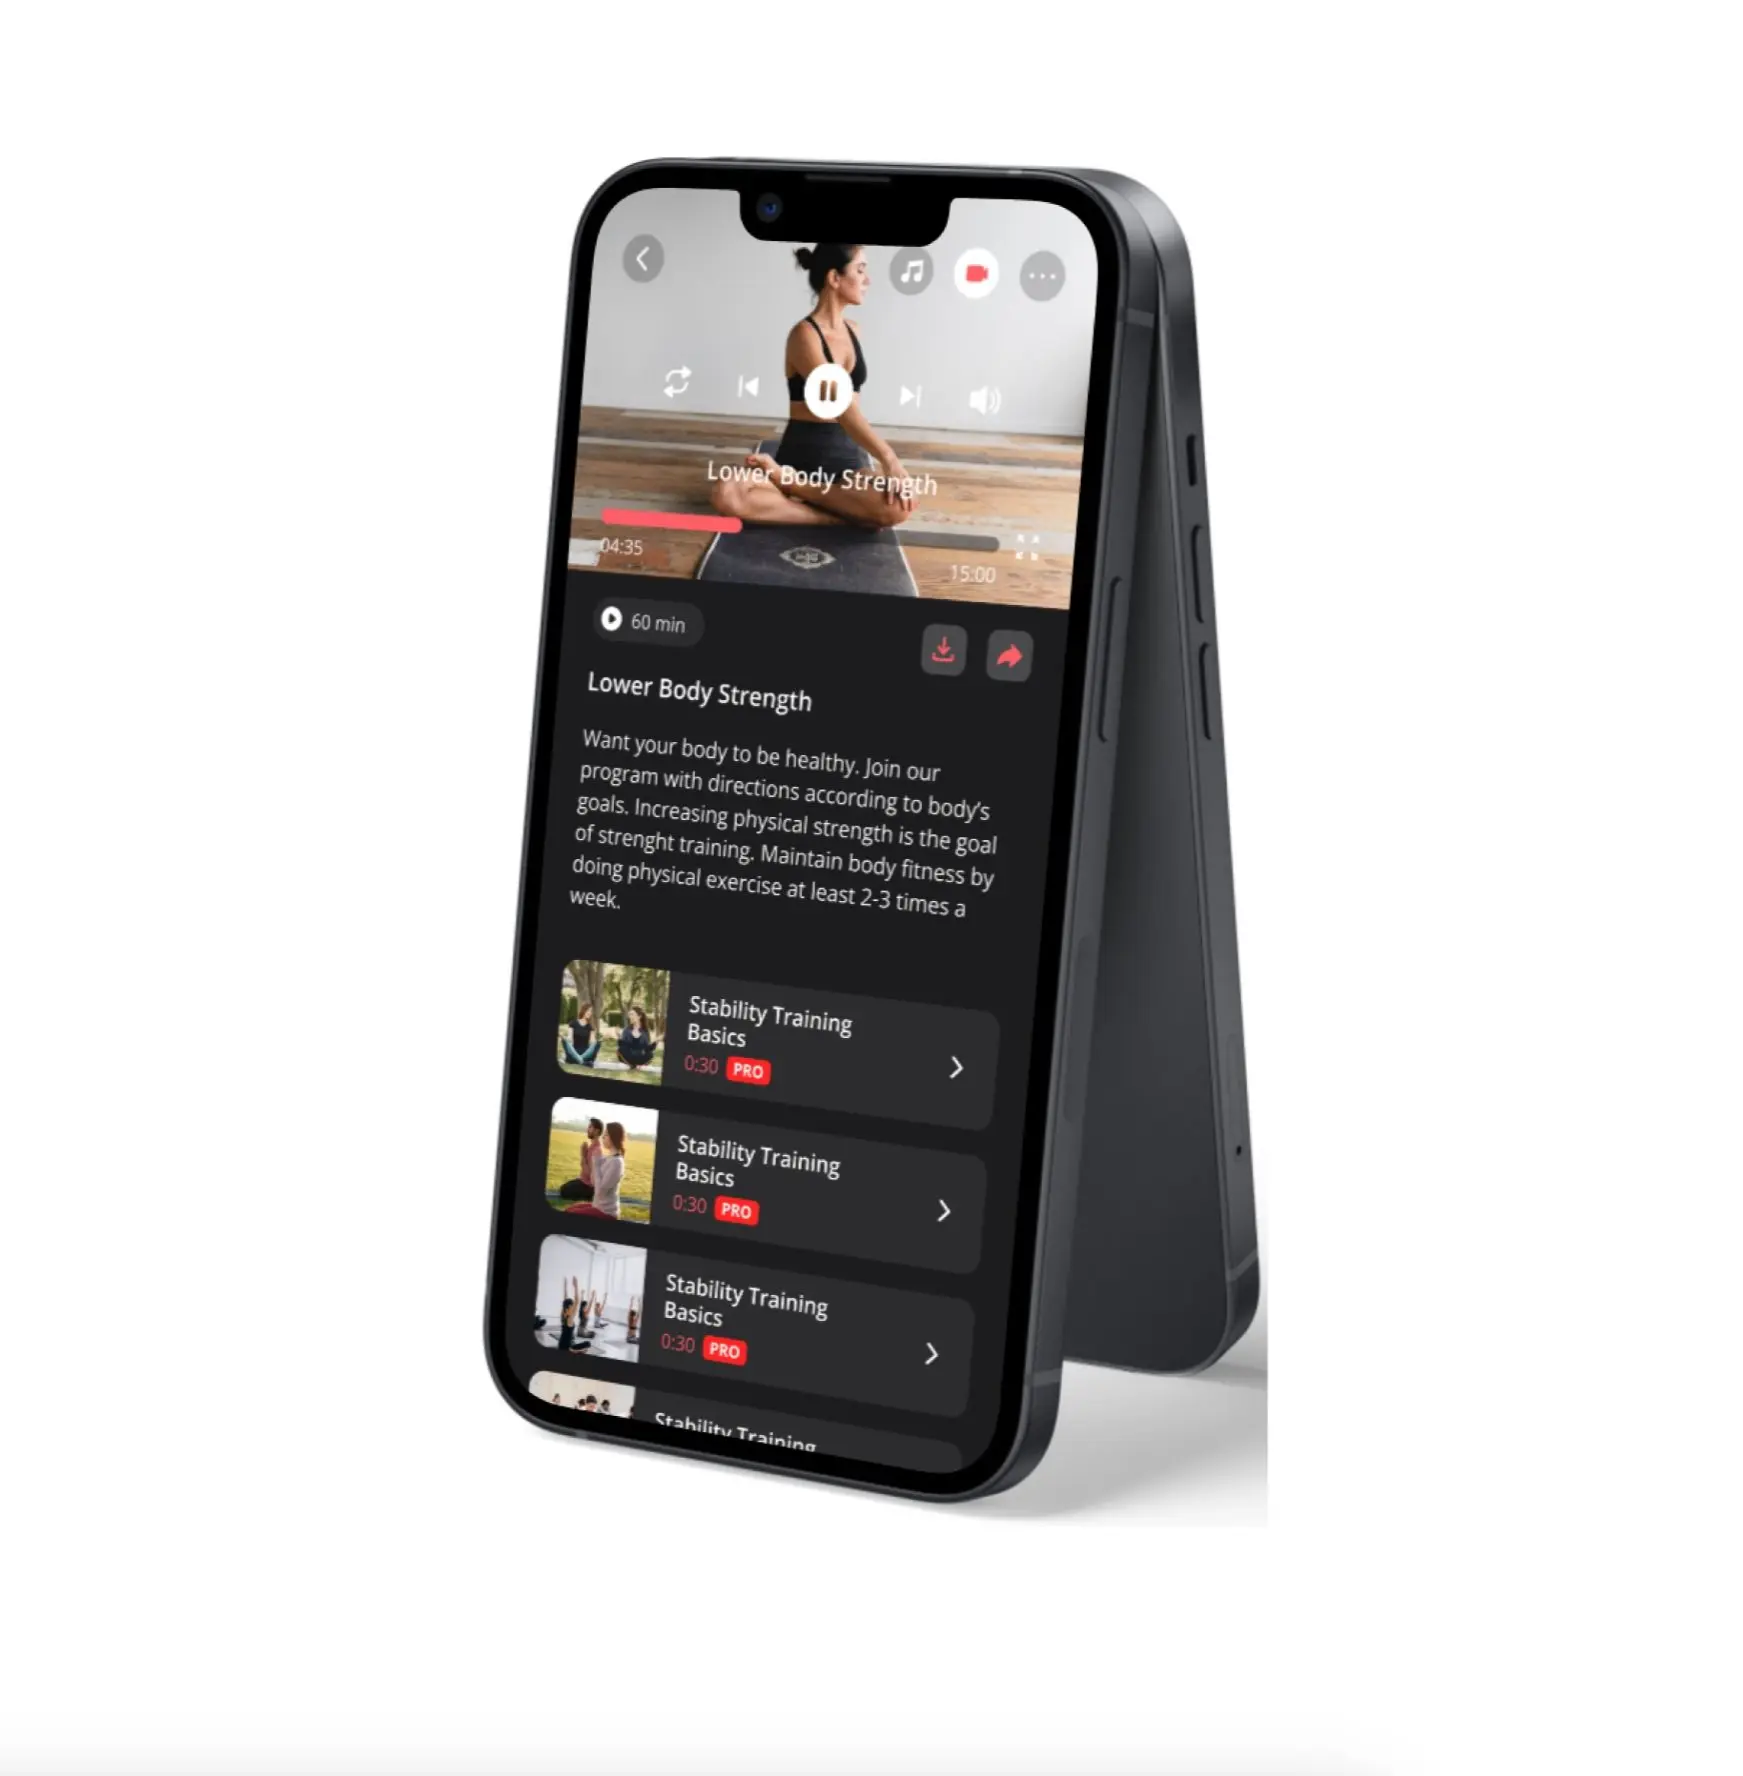 Lower Body Strength
04:35
15:00
60 min
Lower Body Strength
Want your body to be healthy. Join our
program with directions according to body's
goals. Increasing physical strength is the goal
of strenght training. Maintain body fitness by
doing physical exercise at least 2-3 times a
week.
Stability Training
Basics
0:30 PRO
Stability Training
Basics
0:30 PRO
Stability Training
Basics
0:30 PRO
Stability Training